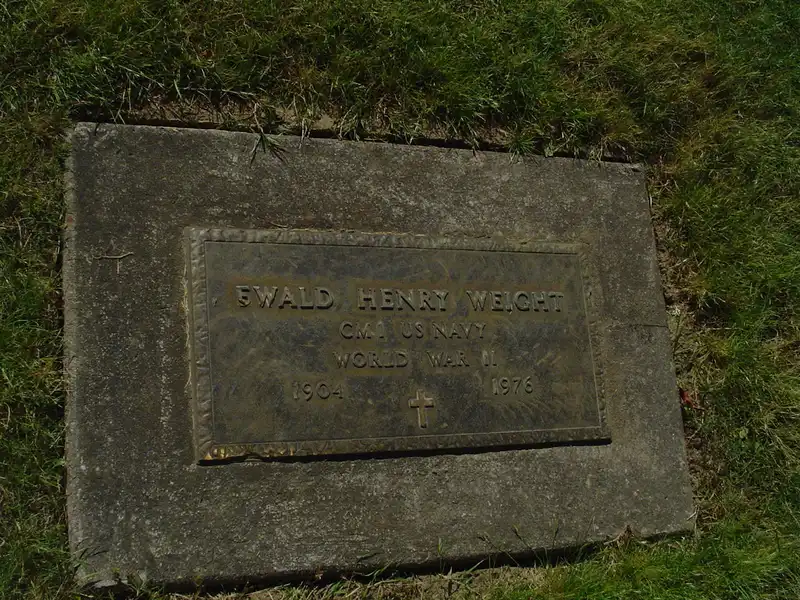 EWALD HENRY WEIGHT
CM1 US NAVY
WORLD WAR II
1904 1976